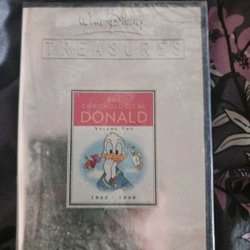 Walt Disney
TREASURES
THE
CHRONOLOGICAL
DONALD
VOLUME TWO
1942 - 1946